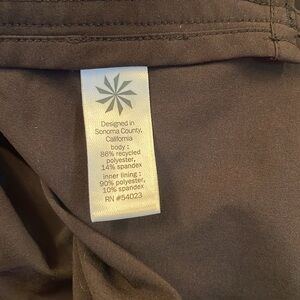 Designed in
Sonoma County,
California
body :
86% recycled
polyester,
14% spandex
inner lining :
90% polyester,
10% spandex
RN #54023